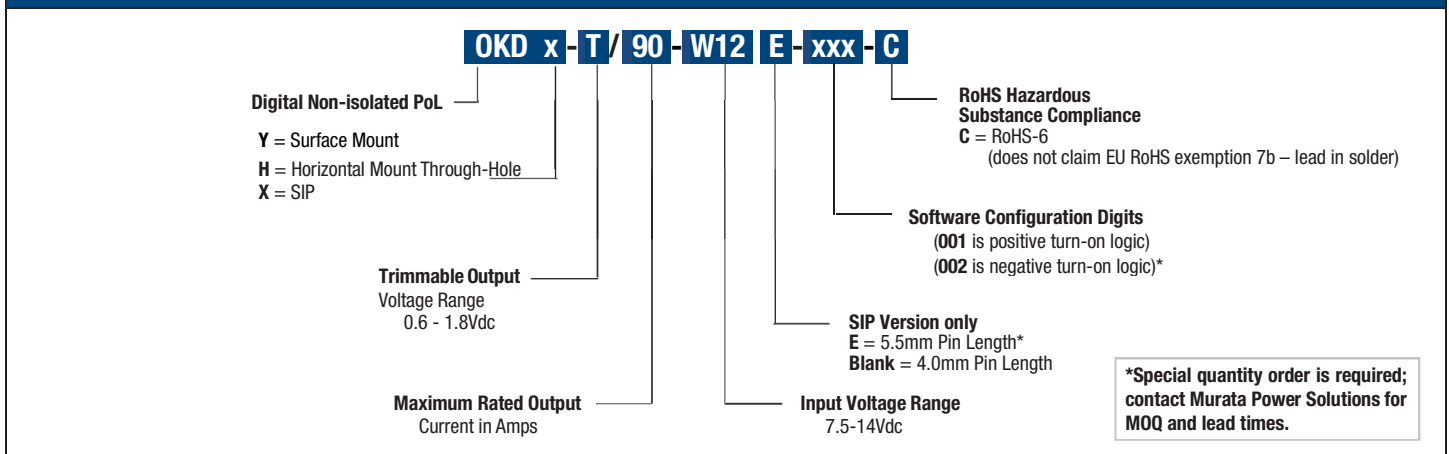 OKD x - T / 90 - W12 E - xxx - C
Digital Non-isolated PoL
Y = Surface Mount
H = Horizontal Mount Through-Hole
X = SIP
RoHS Hazardous
Substance Compliance
C = RoHS-6
(does not claim EU RoHS exemption 7b – lead in solder)
Software Configuration Digits
(001 is positive turn-on logic)
(002 is negative turn-on logic)*
Trimmable Output
Voltage Range
0.6 - 1.8Vdc
SIP Version only
E = 5.5mm Pin Length*
Blank = 4.0mm Pin Length
Maximum Rated Output
Current in Amps
Input Voltage Range
7.5-14Vdc
*Special quantity order is required;
contact Murata Power Solutions for
MOQ and lead times.